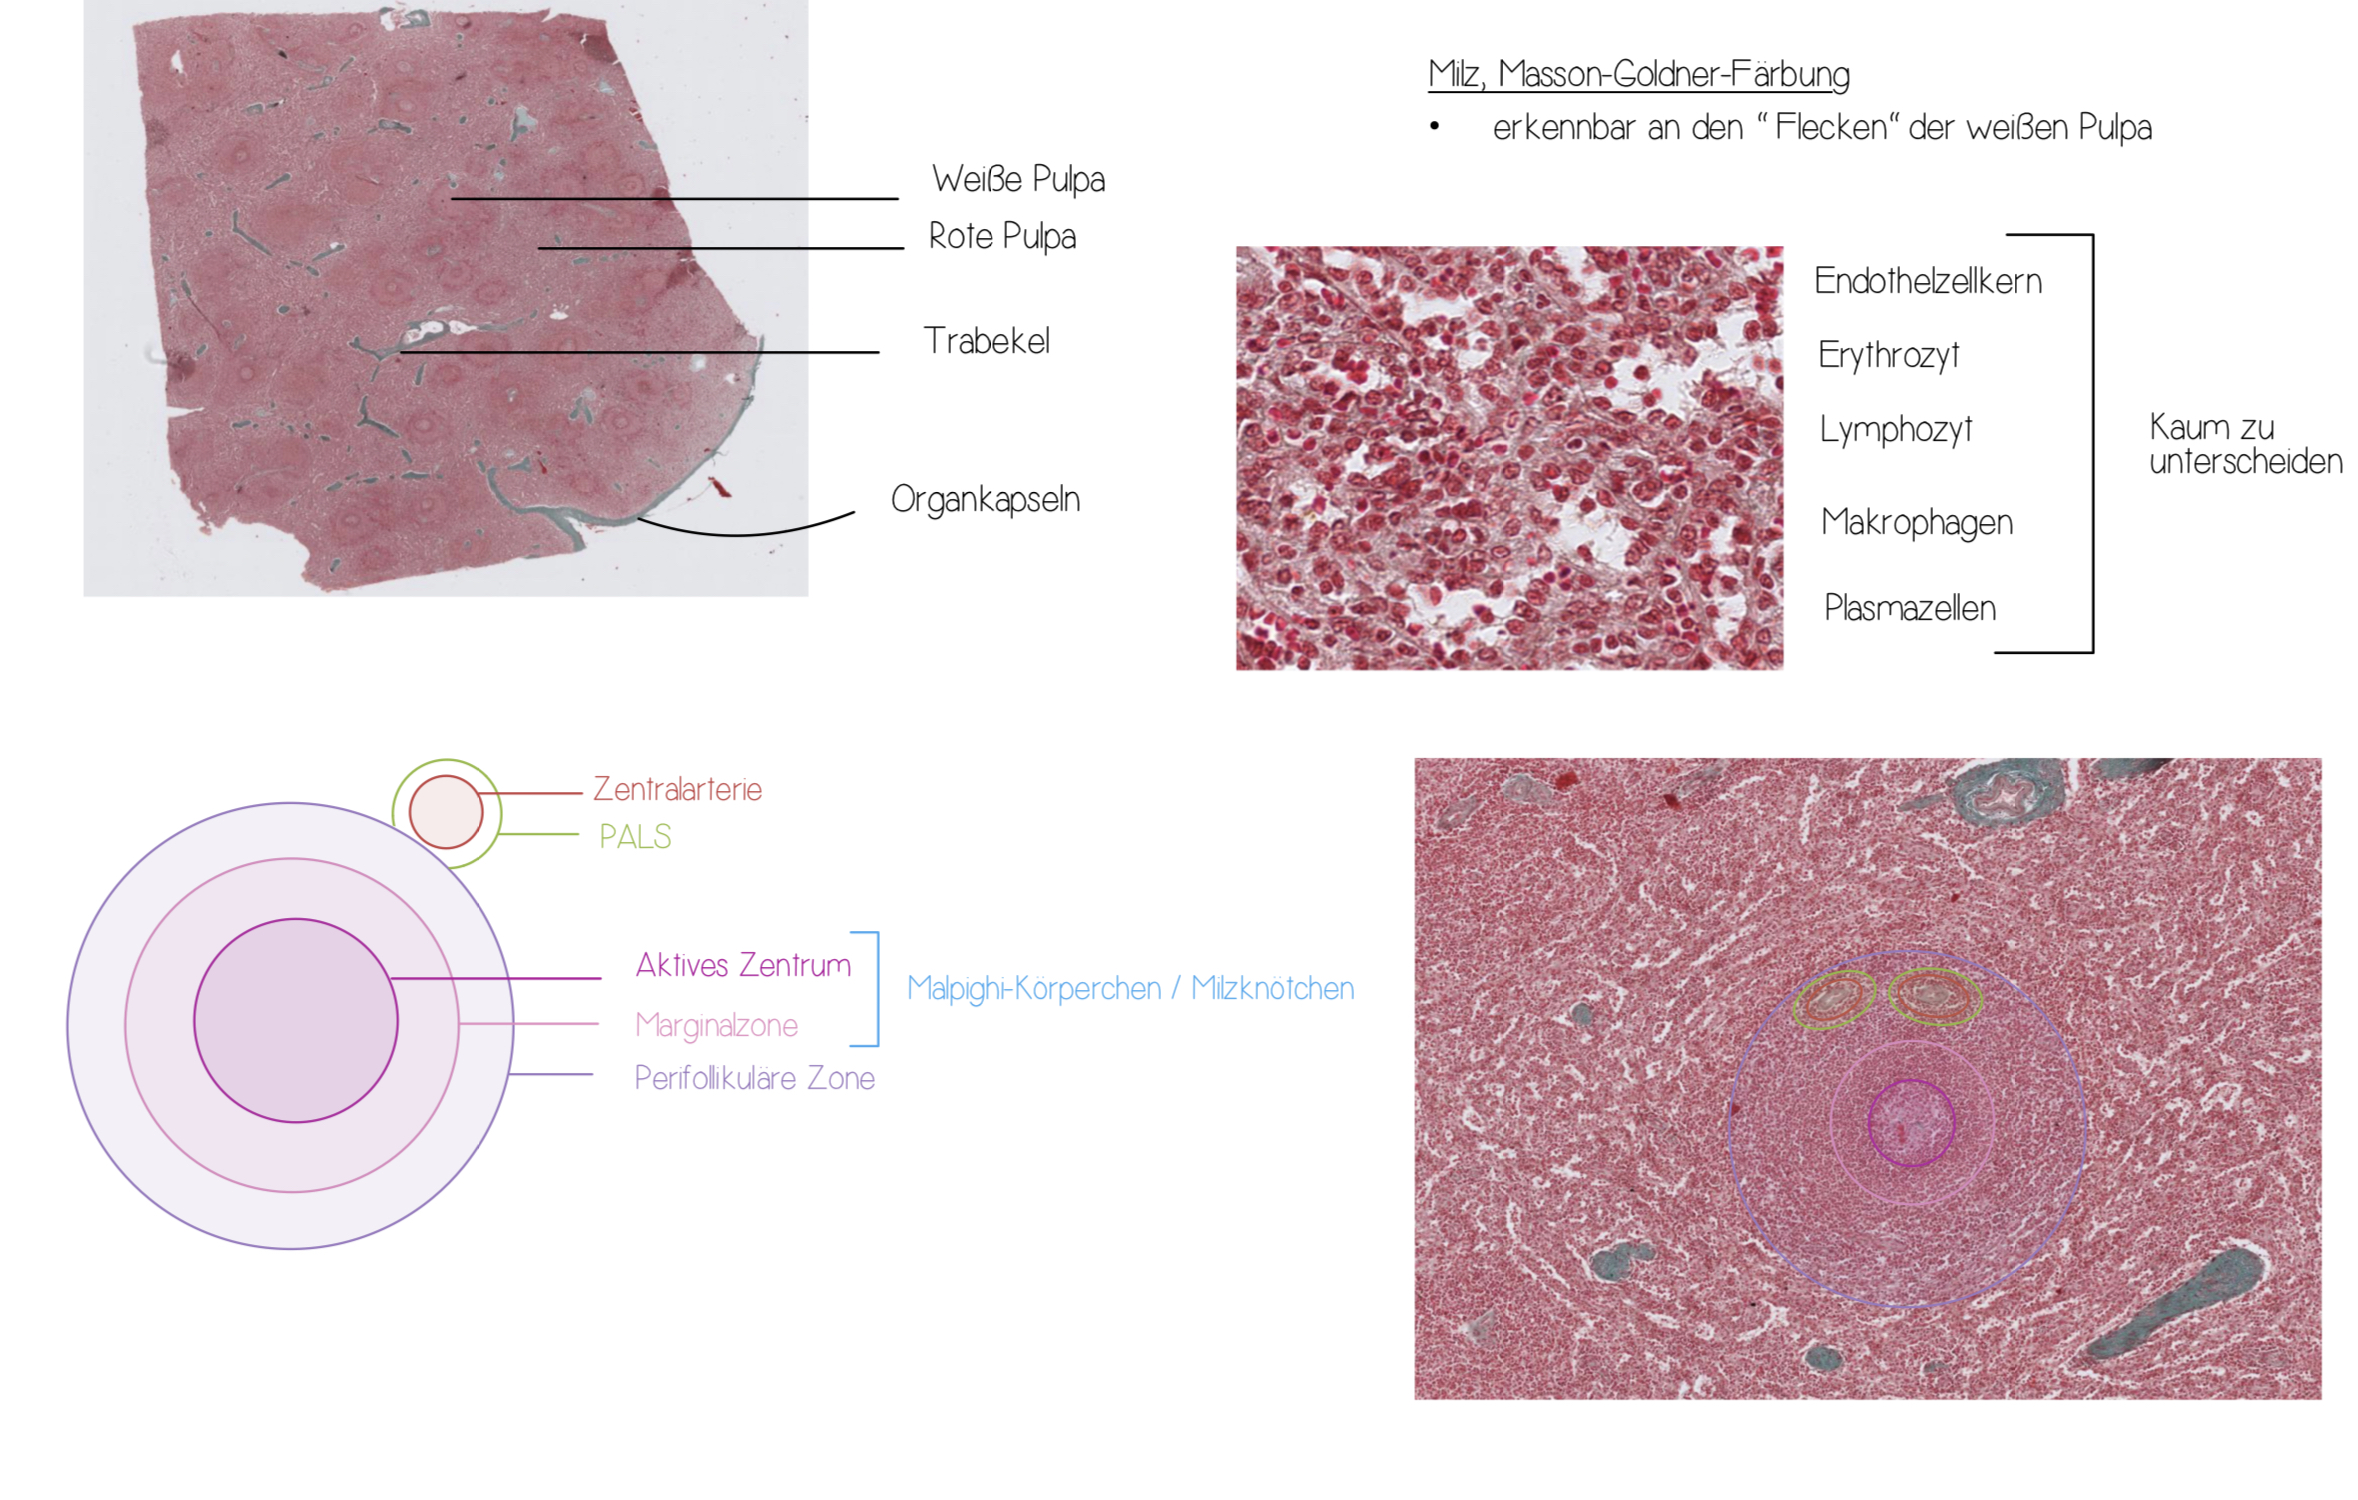 Milz, Masson-Goldner-Färbung
• erkennbar an den “ Flecken“ der weißen Pulpa
Weiße Pulpa
Rote Pulpa
Trabekel
Organkapseln
Endothelzellkern
Erythrozyt
Lymphozyt
Makrophagen
Plasmazellen
Kaum zu
unterscheiden
Zentralarterie
PALS
Aktives Zentrum
Marginalzone
Perifollikuläre Zone
Malpighi-Körperchen / Milzknötchen